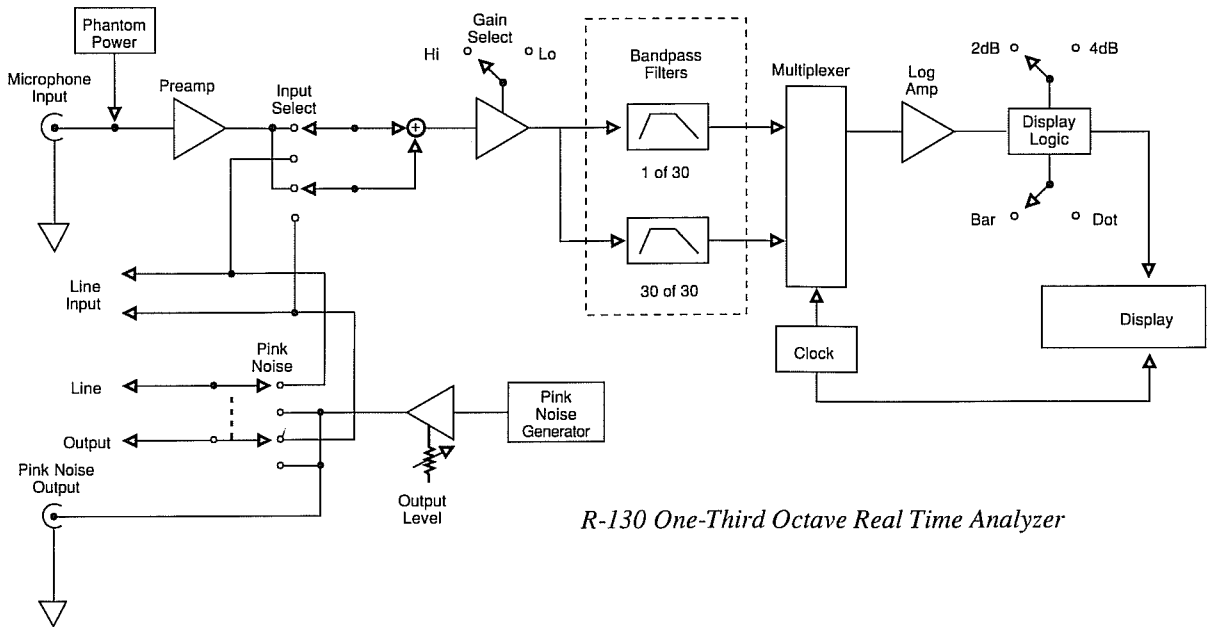 Phantom
Power
Microphone
Input
Preamp
Input
Select
Gain
Select
Hi
Lo
Bandpass
Filters
1 of 30
30 of 30
Multiplexer
Log
Amp
2dB
4dB
Display
Logic
Bar
Dot
Line
Input
Clock
Display
Pink
Noise
Line
Output
Pink
Noise
Generator
Pink Noise
Output
Output
Level
R-130 One-Third Octave Real Time Analyzer